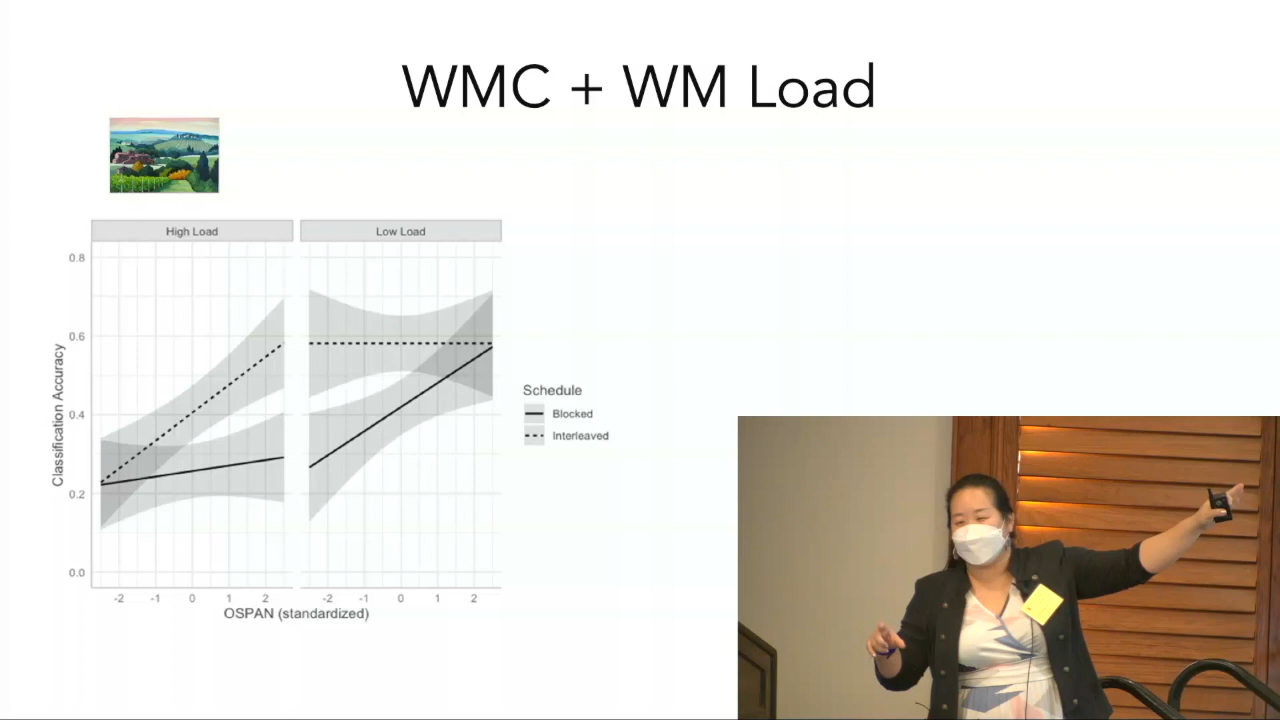 WMC + WM Load
High Load
Low Load
0.8
0.6
0.4
0.2
0.0
Classification Accuracy
-2 -1 0 1 2
-2 -1 0 1 2
OSPAN (standardized)
Schedule
Blocked
Interleaved